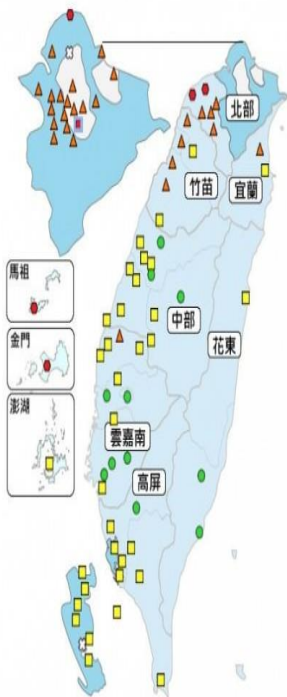 北部
竹苗
宜蘭
馬祖
中部
花東
金門
澎湖
雲嘉南
高屏